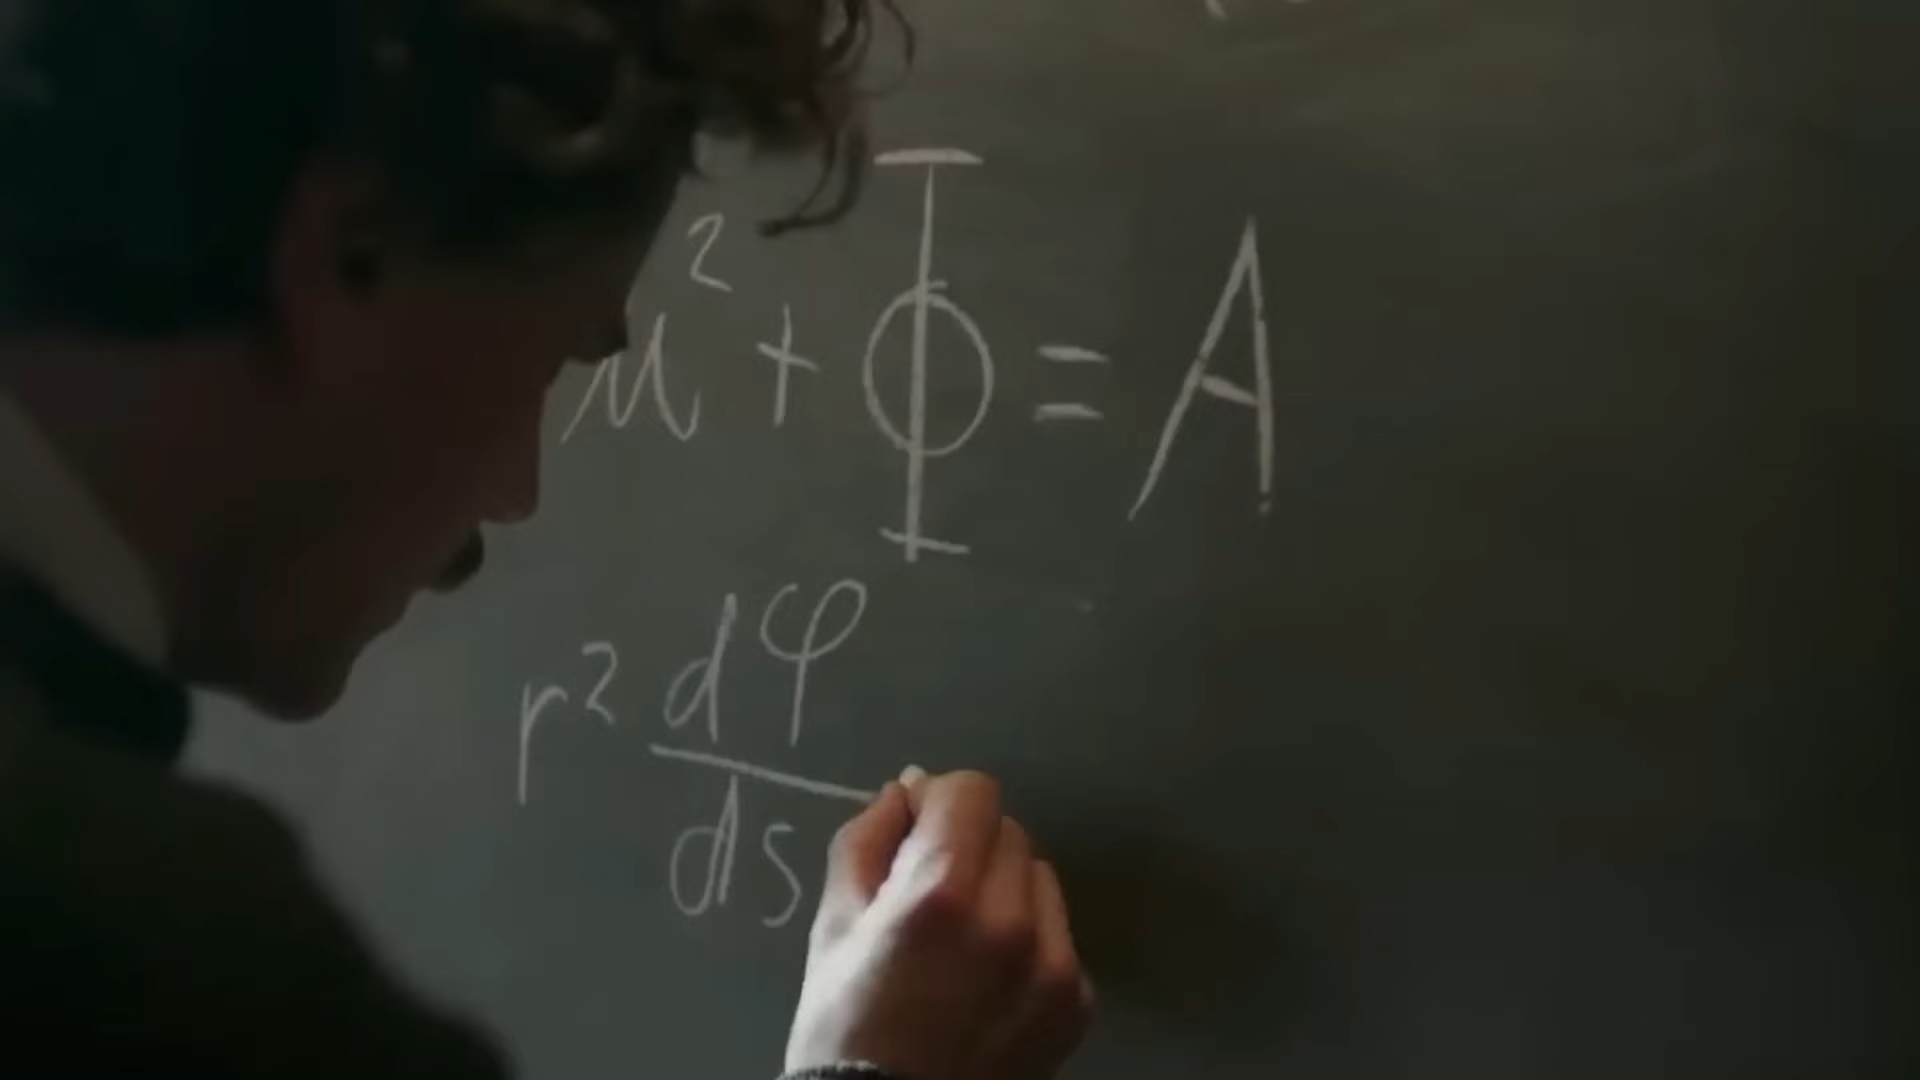 u² + Φ = A
r² dφ
ds